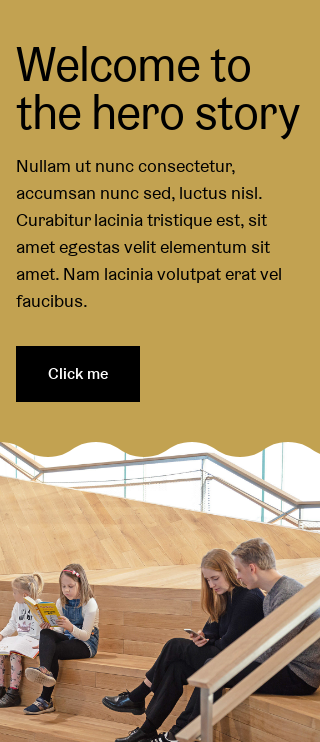 Welcome to
the hero story
Nullam ut nunc consectetur,
accumsan nunc sed, luctus nisl.
Curabitur lacinia tristique est, sit
amet egestas velit elementum sit
amet. Nam lacinia volutpat erat vel
faucibus.
Click me